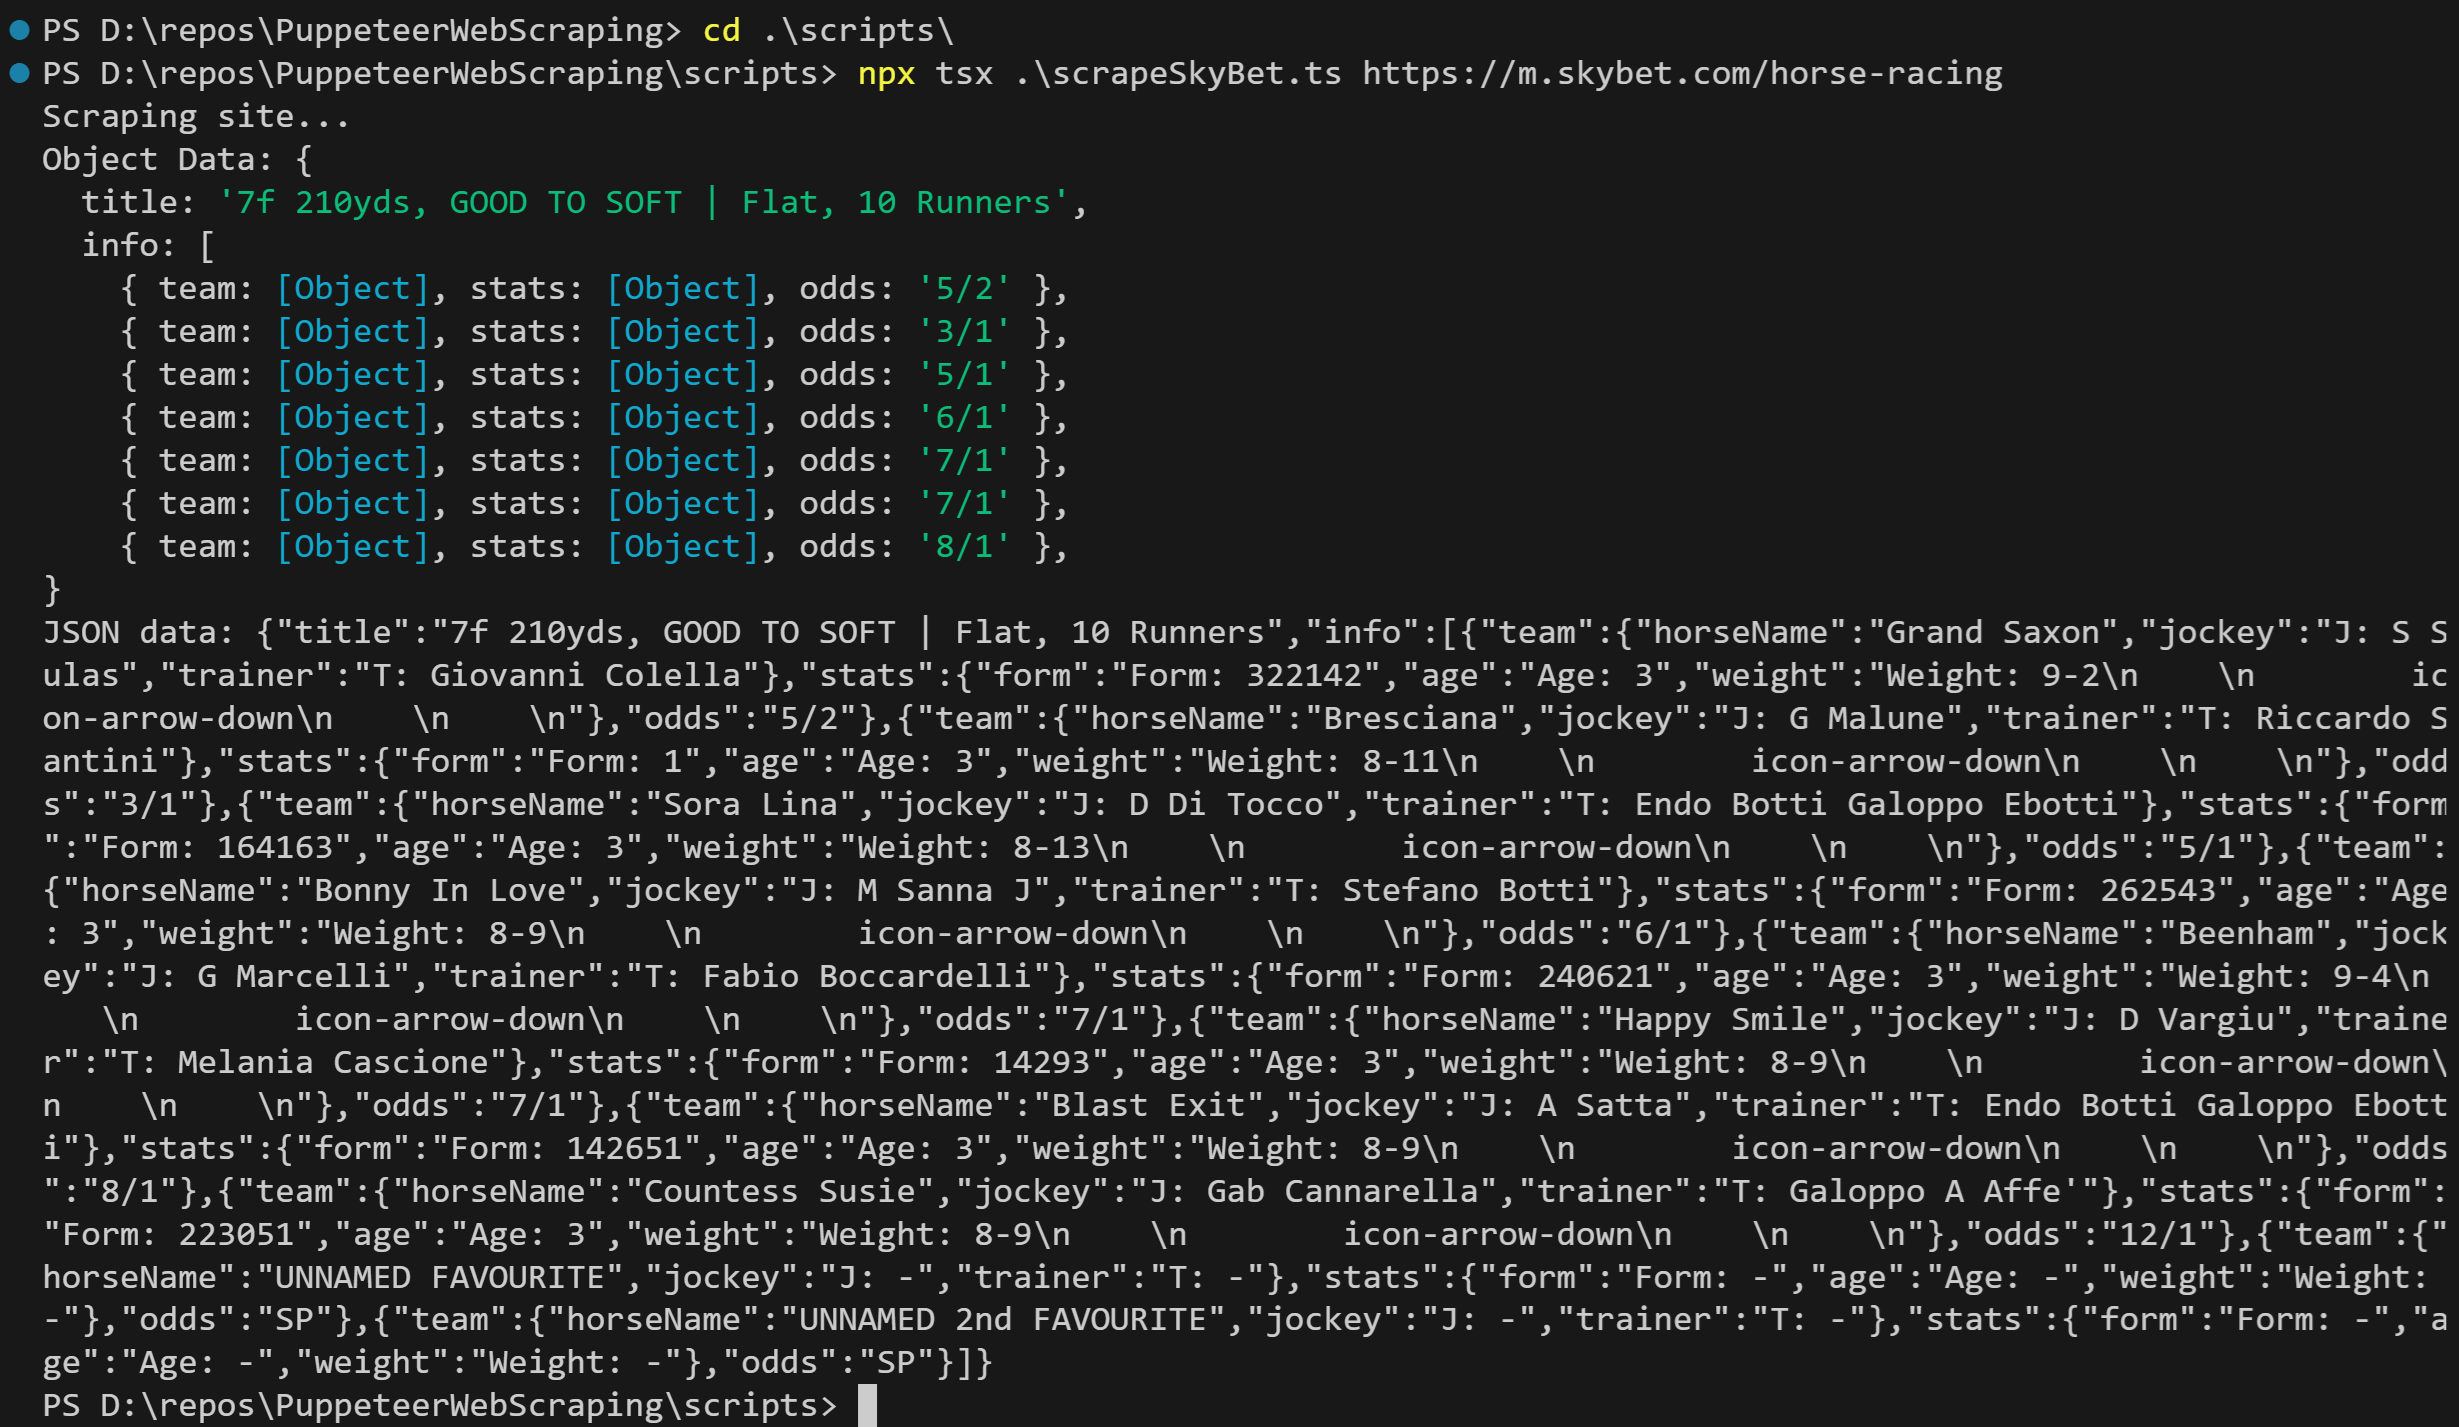 PS D:\repos\PuppeteerWebScraping> cd .\scripts\
PS D:\repos\PuppeteerWebScraping\scripts> npx tsx .\scrapeSkyBet.ts https://m.skybet.com/horse-racing
Scraping site...
Object Data: {
  title: '7f 210yds, GOOD TO SOFT | Flat, 10 Runners',
  info: [
    { team: [Object], stats: [Object], odds: '5/2' },
    { team: [Object], stats: [Object], odds: '3/1' },
    { team: [Object], stats: [Object], odds: '5/1' },
    { team: [Object], stats: [Object], odds: '6/1' },
    { team: [Object], stats: [Object], odds: '7/1' },
    { team: [Object], stats: [Object], odds: '7/1' },
    { team: [Object], stats: [Object], odds: '8/1' },
}
JSON data: {"title":"7f 210yds, GOOD TO SOFT | Flat, 10 Runners","info":[{"team":{"horseName":"Grand Saxon","jockey":"J: S S
ulas","trainer":"T: Giovanni Colella"},"stats":{"form":"Form: 322142","age":"Age: 3","weight":"Weight: 9-2\n    \n        ic
on-arrow-down\n    \n    \n"},"odds":"5/2"},{"team":{"horseName":"Bresciana","jockey":"J: G Malune","trainer":"T: Riccardo S
antini"},"stats":{"form":"Form: 1","age":"Age: 3","weight":"Weight: 8-11\n    \n        icon-arrow-down\n    \n    \n"},"odd
s":"3/1"},{"team":{"horseName":"Sora Lina","jockey":"J: D Di Tocco","trainer":"T: Endo Botti Galoppo Ebotti"},"stats":{"form
":"Form: 164163","age":"Age: 3","weight":"Weight: 8-13\n    \n        icon-arrow-down\n    \n    \n"},"odds":"5/1"},{"team":
{"horseName":"Bonny In Love","jockey":"J: M Sanna J","trainer":"T: Stefano Botti"},"stats":{"form":"Form: 262543","age":"Age
: 3","weight":"Weight: 8-9\n    \n        icon-arrow-down\n    \n    \n"},"odds":"6/1"},{"team":{"horseName":"Beenham","jock
ey":"J: G Marcelli","trainer":"T: Fabio Boccardelli"},"stats":{"form":"Form: 240621","age":"Age: 3","weight":"Weight: 9-4\n
   \n        icon-arrow-down\n    \n    \n"},"odds":"7/1"},{"team":{"horseName":"Happy Smile","jockey":"J: D Vargiu","traine
r":"T: Melania Cascione"},"stats":{"form":"Form: 14293","age":"Age: 3","weight":"Weight: 8-9\n    \n        icon-arrow-down\
n    \n    \n"},"odds":"7/1"},{"team":{"horseName":"Blast Exit","jockey":"J: A Satta","trainer":"T: Endo Botti Galoppo Ebott
i"},"stats":{"form":"Form: 142651","age":"Age: 3","weight":"Weight: 8-9\n    \n        icon-arrow-down\n    \n    \n"},"odds
":"8/1"},{"team":{"horseName":"Countess Susie","jockey":"J: Gab Cannarella","trainer":"T: Galoppo A Affe'"},"stats":{"form":
"Form: 223051","age":"Age: 3","weight":"Weight: 8-9\n    \n        icon-arrow-down\n    \n    \n"},"odds":"12/1"},{"team":{"
horseName":"UNNAMED FAVOURITE","jockey":"J: -","trainer":"T: -"},"stats":{"form":"Form: -","age":"Age: -","weight":"Weight:
-"},"odds":"SP"},{"team":{"horseName":"UNNAMED 2nd FAVOURITE","jockey":"J: -","trainer":"T: -"},"stats":{"form":"Form: -","a
ge":"Age: -","weight":"Weight: -"},"odds":"SP"}]}
PS D:\repos\PuppeteerWebScraping\scripts>